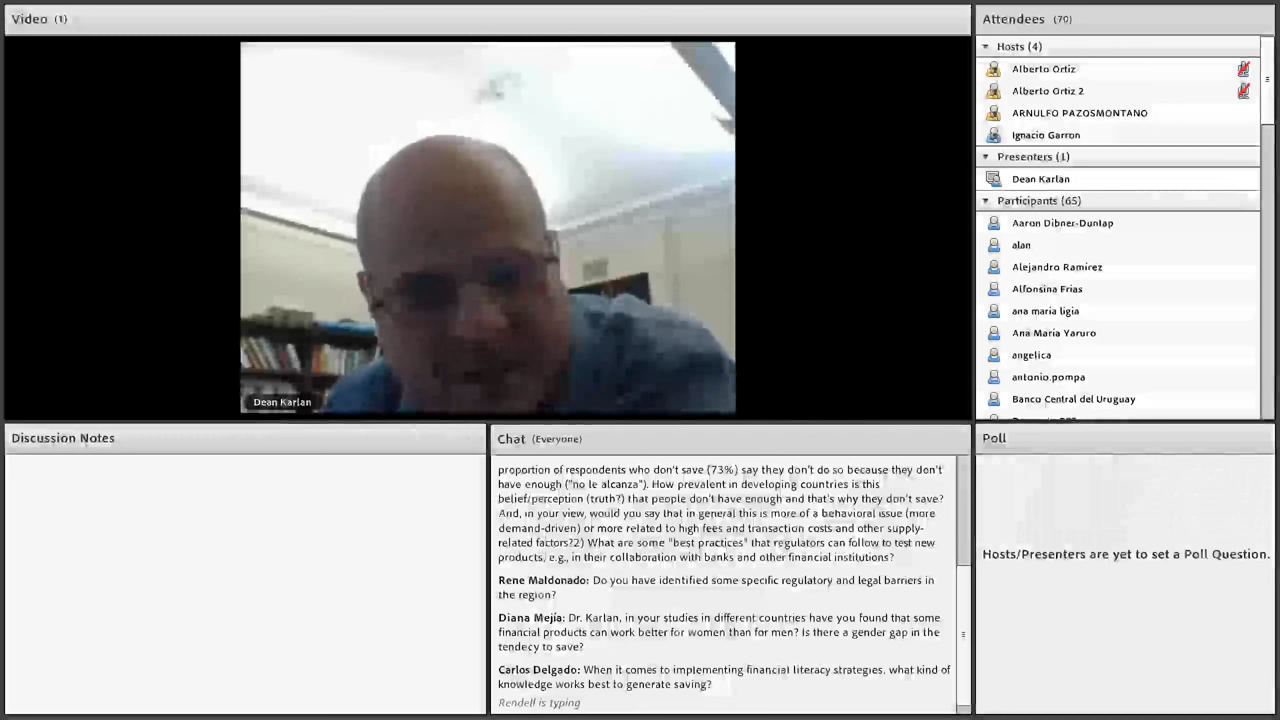 Video (1)
Dean Karlan
Attendees (70)
Hosts (4)
Alberto Ortiz
Alberto Ortiz 2
ARNULFO PAZOSMONTANO
Ignacio Garron
Presenters (1)
Dean Karlan
Participants (65)
Aaron Dibner-Dunlap
alan
Alejandro Ramírez
Alfonsina Frias
ana maria ligia
Ana María Yaruro
angelica
antonio.pompa
Banco Central del Uruguay
Discussion Notes
Chat (Everyone)
proportion of respondents who don't save (73%) say they don't do so because they don't
have enough ("no le alcanza"). How prevalent in developing countries is this
belief/perception (truth?) that people don't have enough and that's why they don't save?
And, in your view, would you say that in general this is more of a behavioral issue (more
demand-driven) or more related to high fees and transaction costs and other supply-
related factors?2) What are some "best practices" that regulators can follow to test new
products, e.g., in their collaboration with banks and other financial institutions?
Rene Maldonado: Do you have identified some specific regulatory and legal barriers in
the region?
Diana Mejía: Dr. Karlan, in your studies in different countries have you found that some
financial products can work better for women than for men? Is there a gender gap in the
tendecy to save?
Carlos Delgado: When it comes to implementing financial literacy strategies, what kind of
knowledge works best to generate saving?
Rendell is typing
Poll
Hosts/Presenters are yet to set a Poll Question.